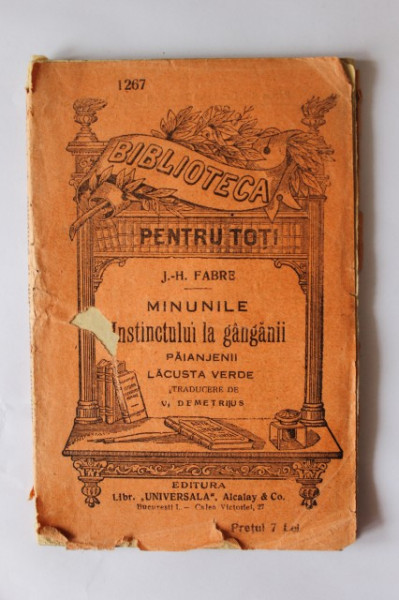 1267
BIBLIOTECA
PENTRU TOȚI
J.-H. FABRE
MINUNILE
Instinctului la gângănii
PĂIANJENII
LĂCUSTA VERDE
TRADUCERE DE
V. DEMETRIUS
EDITURA
Libr. „UNIVERSALA”, Alcalay & Co.
București I. — Calea Victoriei, 27
Prețul 7 Lei